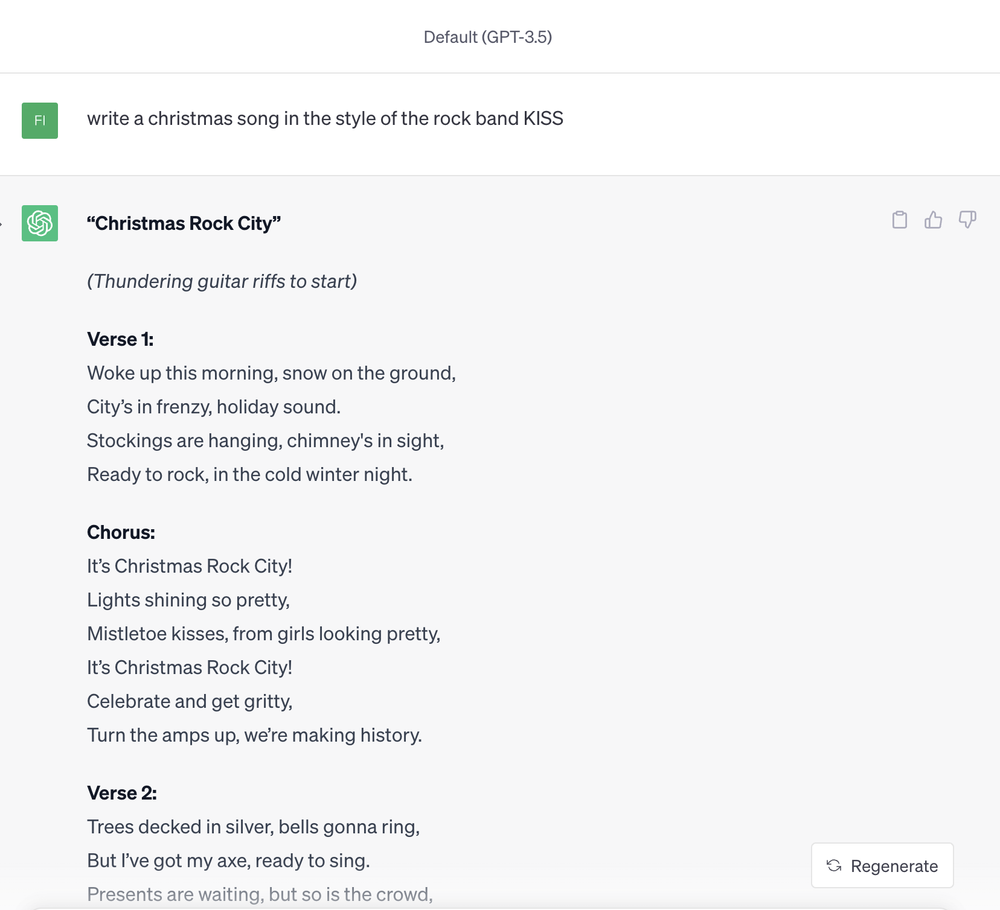 Default (GPT-3.5)
FI
write a christmas song in the style of the rock band KISS
“Christmas Rock City”
(Thundering guitar riffs to start)
Verse 1:
Woke up this morning, snow on the ground,
City’s in frenzy, holiday sound.
Stockings are hanging, chimney's in sight,
Ready to rock, in the cold winter night.
Chorus:
It’s Christmas Rock City!
Lights shining so pretty,
Mistletoe kisses, from girls looking pretty,
It’s Christmas Rock City!
Celebrate and get gritty,
Turn the amps up, we’re making history.
Verse 2:
Trees decked in silver, bells gonna ring,
But I’ve got my axe, ready to sing.
Presents are waiting, but so is the crowd,
Regenerate